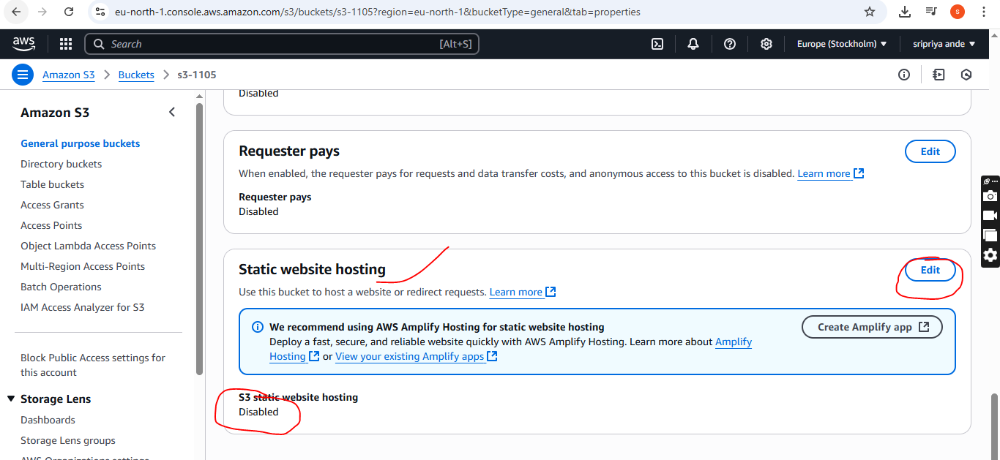 eu-north-1.console.aws.amazon.com/s3/buckets/s3-1105?region=eu-north-1&bucketType=general&tab=properties
S
aws
Search
[Alt+S]
Europe (Stockholm)
sripriya ande
Amazon S3
Buckets
s3-1105
Amazon S3
General purpose buckets
Directory buckets
Table buckets
Access Grants
Access Points
Object Lambda Access Points
Multi-Region Access Points
Batch Operations
IAM Access Analyzer for S3
Block Public Access settings for
this account
Storage Lens
Dashboards
Storage Lens groups
AWS Organizations settings
Disabled
Requester pays
Edit
When enabled, the requester pays for requests and data transfer costs, and anonymous access to this bucket is disabled. Learn more
Requester pays
Disabled
Static website hosting
Edit
Use this bucket to host a website or redirect requests. Learn more
We recommend using AWS Amplify Hosting for static website hosting
Deploy a fast, secure, and reliable website quickly with AWS Amplify Hosting. Learn more about Amplify
Hosting or View your existing Amplify apps
Create Amplify app
S3 static website hosting
Disabled